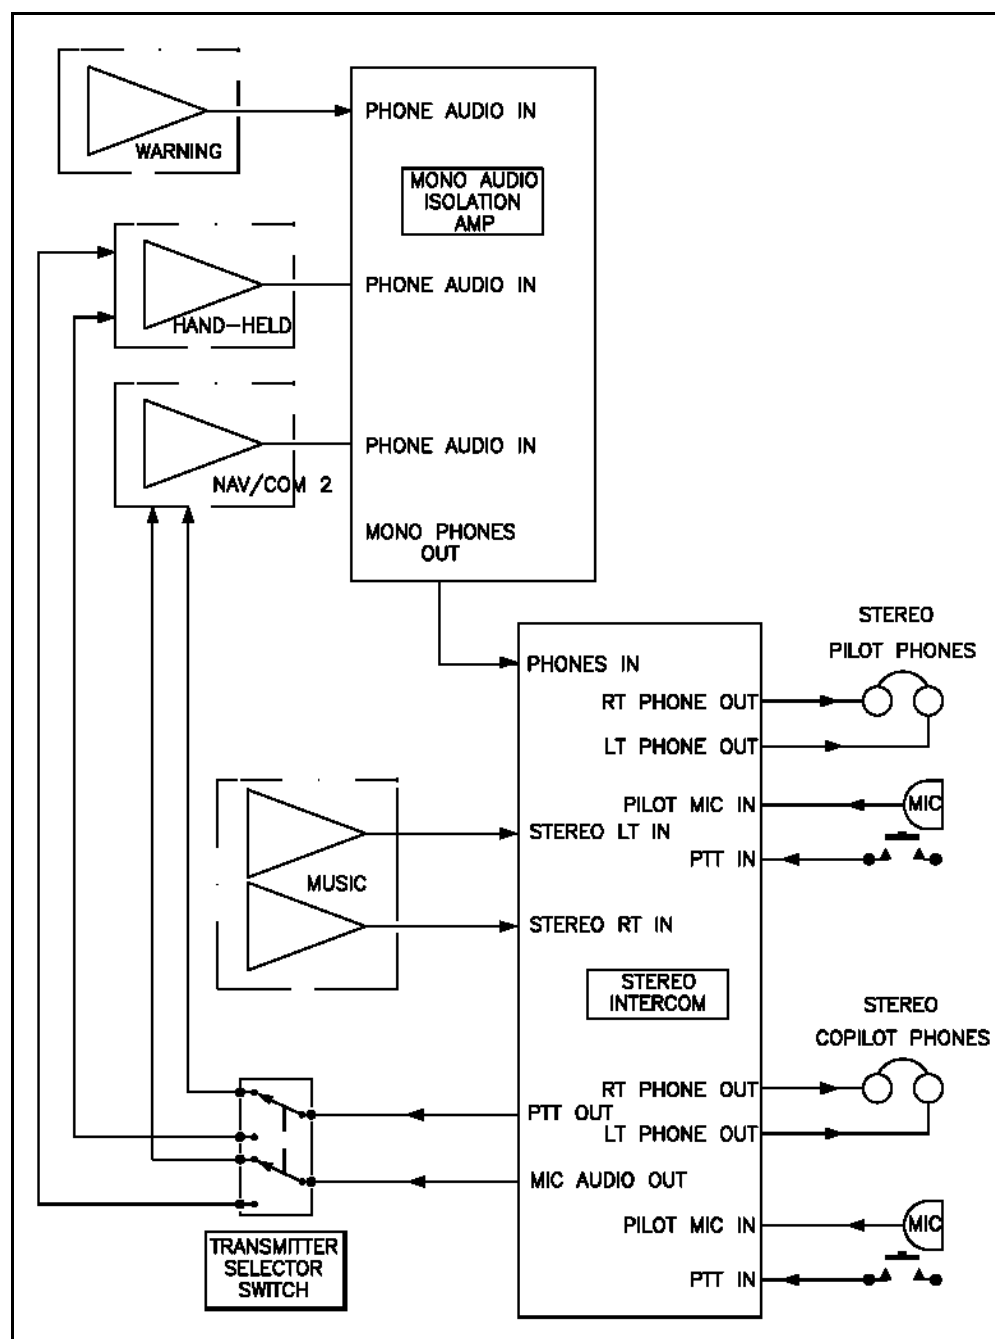 PHONE AUDIO IN
WARNING
MONO AUDIO
ISOLATION
AMP
PHONE AUDIO IN
HAND-HELD
PHONE AUDIO IN
NAV/COM 2
MONO PHONES
OUT
STEREO
PILOT PHONES
PHONES IN
RT PHONE OUT
LT PHONE OUT
PILOT MIC IN
MIC
STEREO LT IN
PTT IN
MUSIC
STEREO RT IN
STEREO
INTERCOM
STEREO
COPILOT PHONES
RT PHONE OUT
PTT OUT
LT PHONE OUT
MIC AUDIO OUT
PILOT MIC IN
MIC
TRANSMITTER
SELECTOR
SWITCH
PTT IN